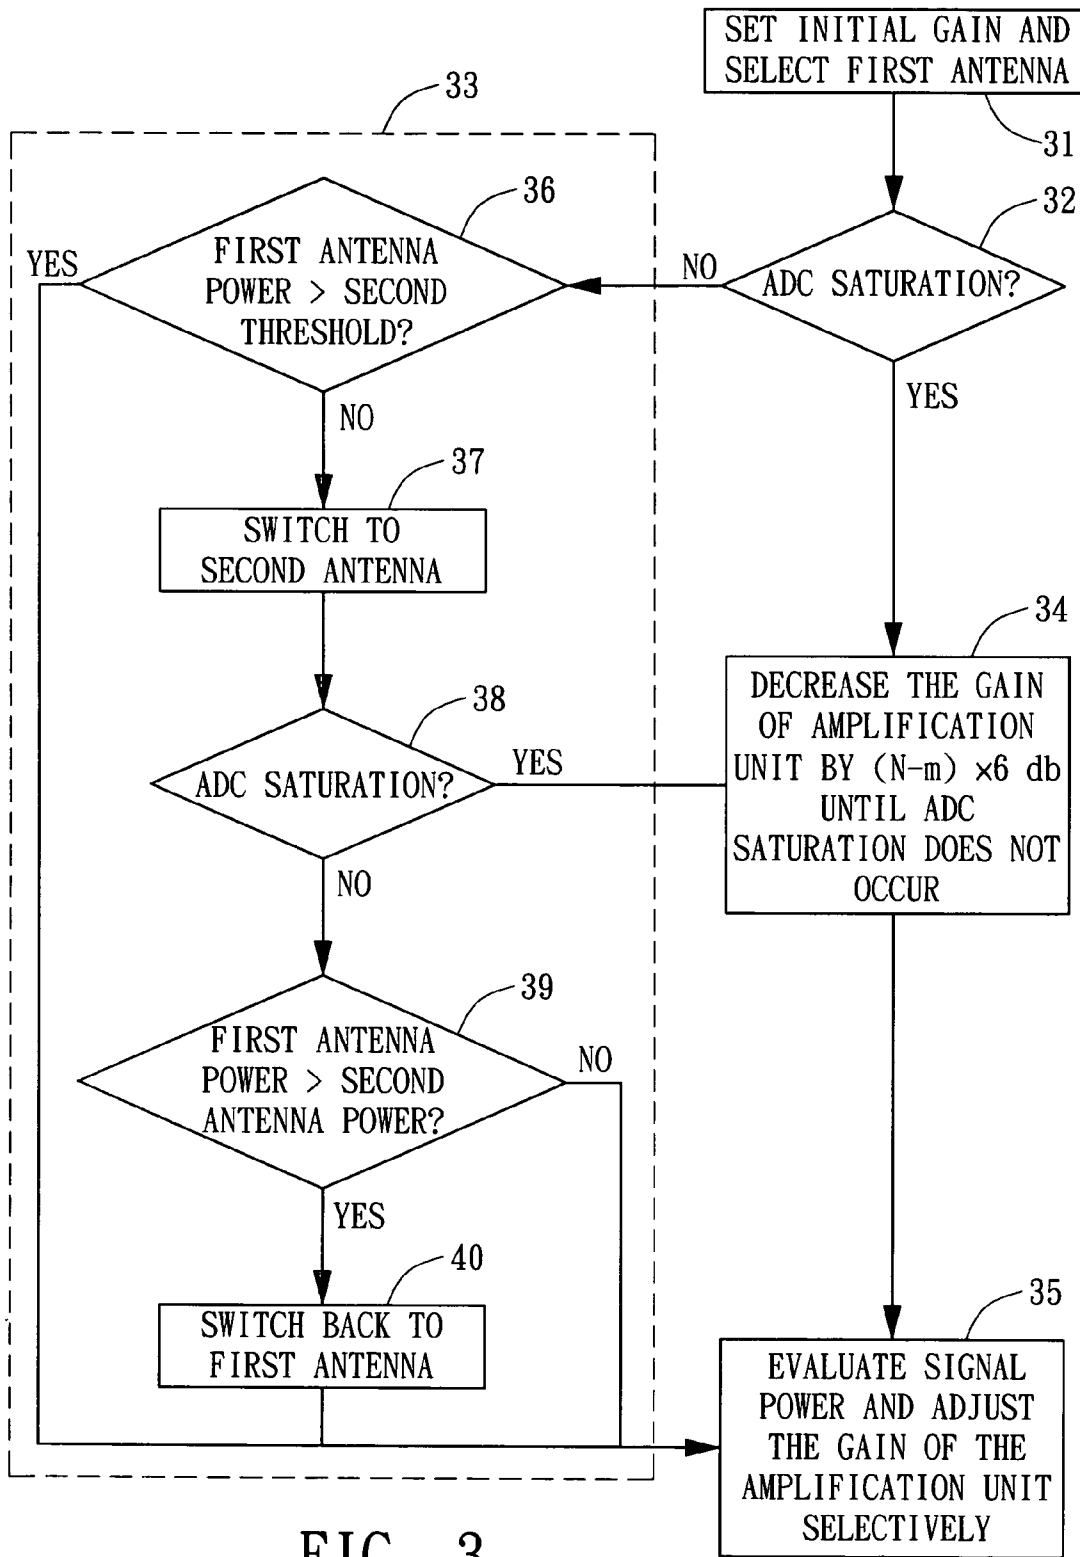 SET INITIAL GAIN AND
SELECT FIRST ANTENNA
31
33
32
ADC SATURATION?
NO
YES
36
FIRST ANTENNA
POWER > SECOND
THRESHOLD?
YES
NO
37
SWITCH TO
SECOND ANTENNA
38
ADC SATURATION?
YES
NO
34
DECREASE THE GAIN
OF AMPLIFICATION
UNIT BY (N-m) ×6 db
UNTIL ADC
SATURATION DOES NOT
OCCUR
39
FIRST ANTENNA
POWER > SECOND
ANTENNA POWER?
NO
YES
40
SWITCH BACK TO
FIRST ANTENNA
35
EVALUATE SIGNAL
POWER AND ADJUST
THE GAIN OF THE
AMPLIFICATION UNIT
SELECTIVELY
FIG. 3